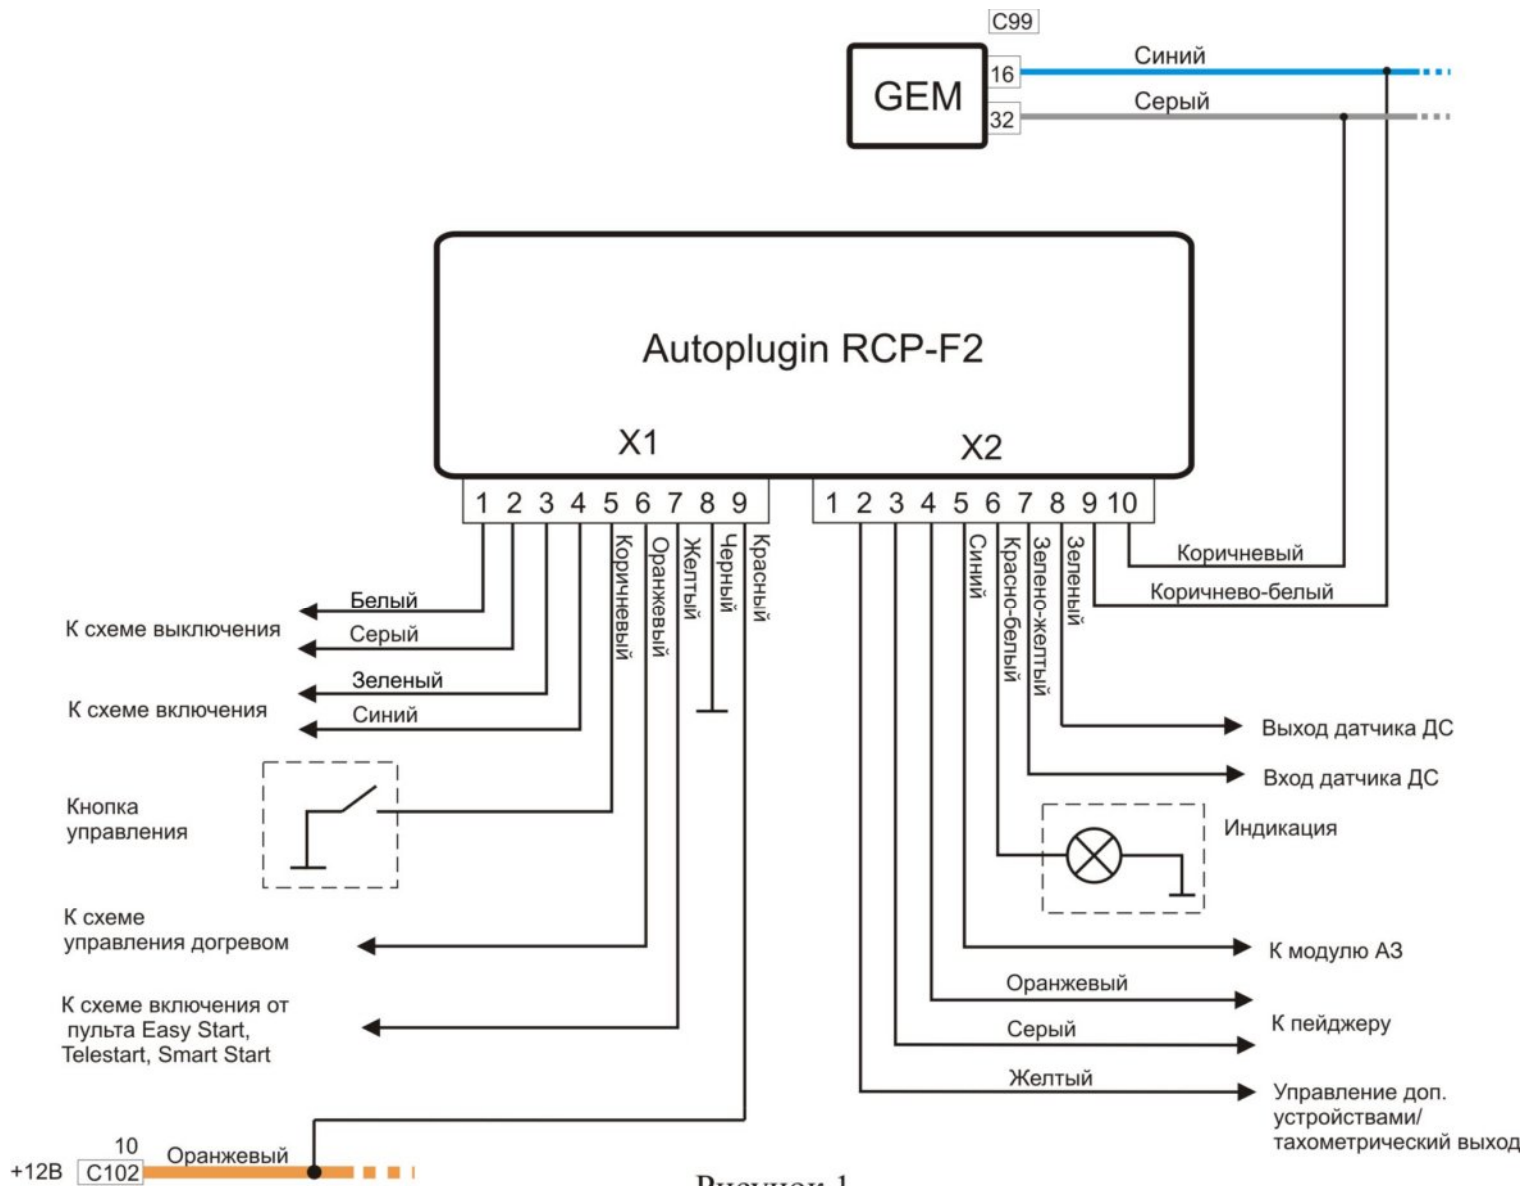 C99
16
Синий
GEM
32
Серый
Autoplugin RCP-F2
X1
X2
1 2 3 4 5 6 7 8 9
1 2 3 4 5 6 7 8 9 10
Коричневый
Оранжевый
Желтый
Черный
Красный
Синий
Красно-белый
Зелено-желтый
Зеленый
Коричневый
Коричнево-белый
Белый
К схеме выключения
Серый
Зеленый
К схеме включения
Синий
Выход датчика ДС
Вход датчика ДС
Кнопка
управления
Индикация
К схеме
управления догревом
К модулю АЗ
Оранжевый
К схеме включения от
пульта Easy Start,
Telestart, Smart Start
К пейджеру
Серый
Желтый
Управление доп.
устройствами/
тахометрический выход
10
Оранжевый
+12В
C102
Рисунок 1